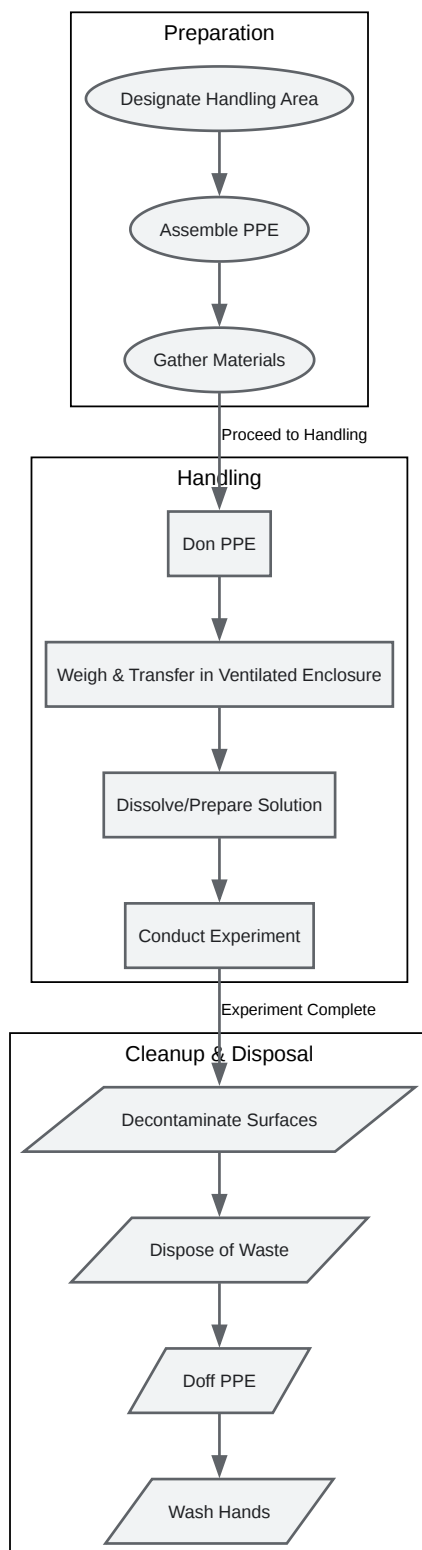 Preparation
Designate Handling Area
Assemble PPE
Gather Materials
Proceed to Handling
Handling
Don PPE
Weigh & Transfer in Ventilated Enclosure
Dissolve/Prepare Solution
Conduct Experiment
Experiment Complete
Cleanup & Disposal
Decontaminate Surfaces
Dispose of Waste
Doff PPE
Wash Hands